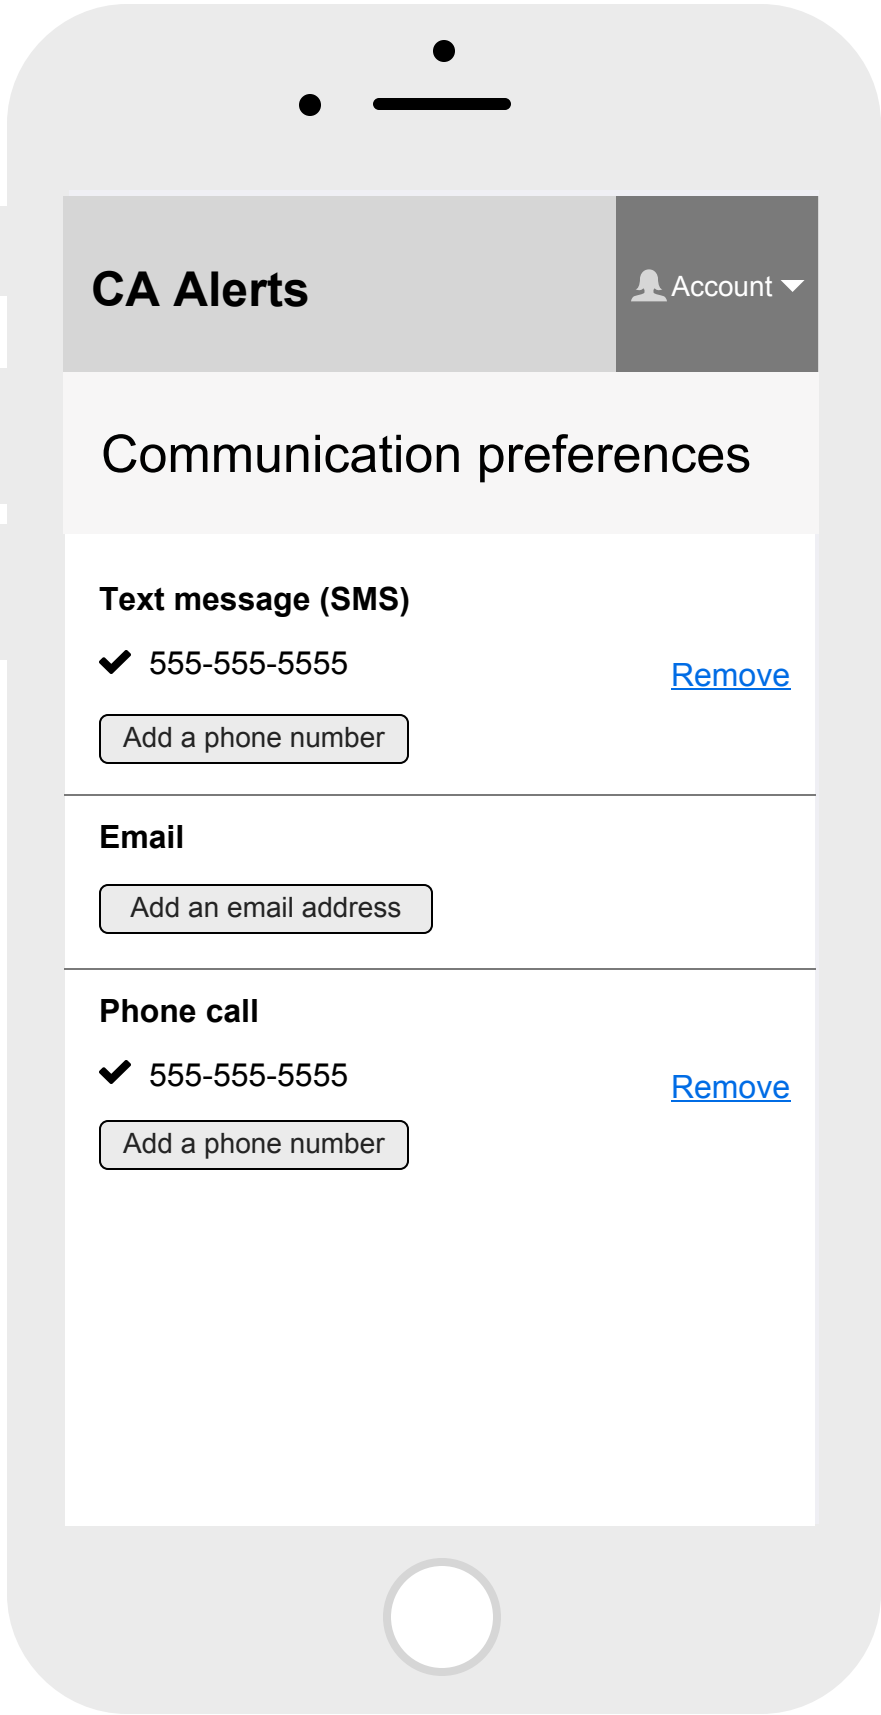 CA Alerts
Account
Communication preferences
Text message (SMS)
555-555-5555
Remove
Add a phone number
Email
Add an email address
Phone call
555-555-5555
Remove
Add a phone number